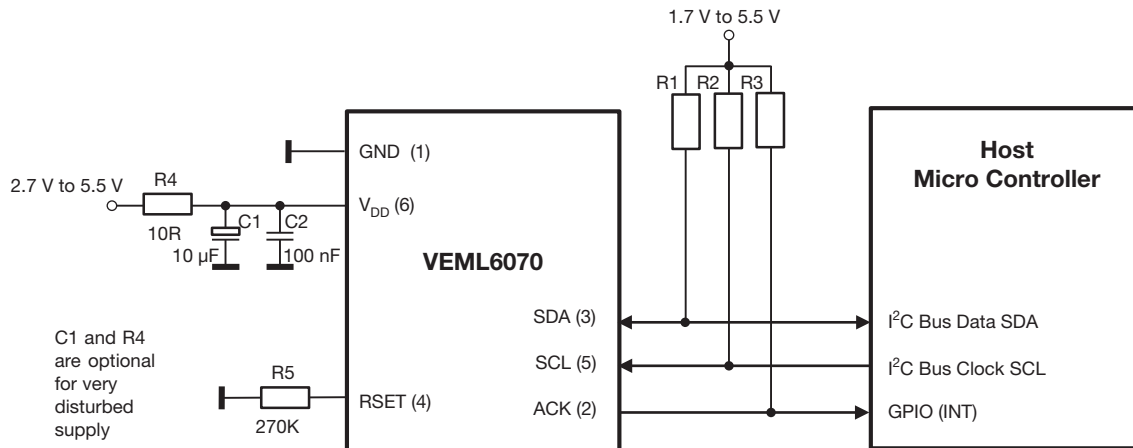 1.7 V to 5.5 V
R1
R2
R3
GND (1)
2.7 V to 5.5 V
R4
10R
V_DD (6)
C1
10 µF
C2
100 nF
VEML6070
Host
Micro Controller
SDA (3)
I²C Bus Data SDA
SCL (5)
I²C Bus Clock SCL
ACK (2)
GPIO (INT)
C1 and R4
are optional
for very
disturbed
supply
R5
270K
RSET (4)